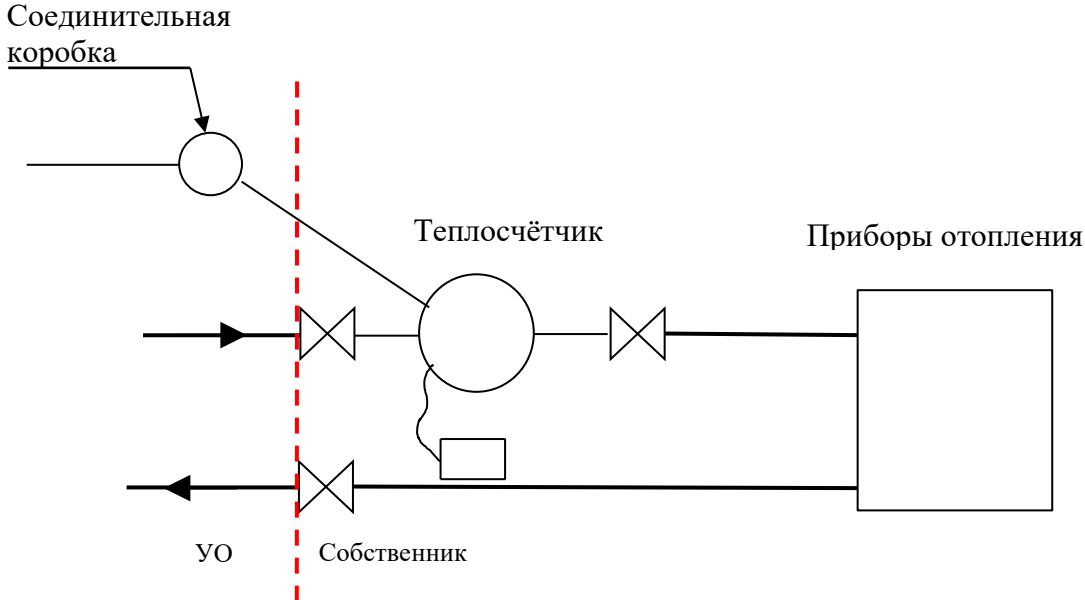 Соединительная
коробка
Теплосчётчик
Приборы отопления
УО
Собственник